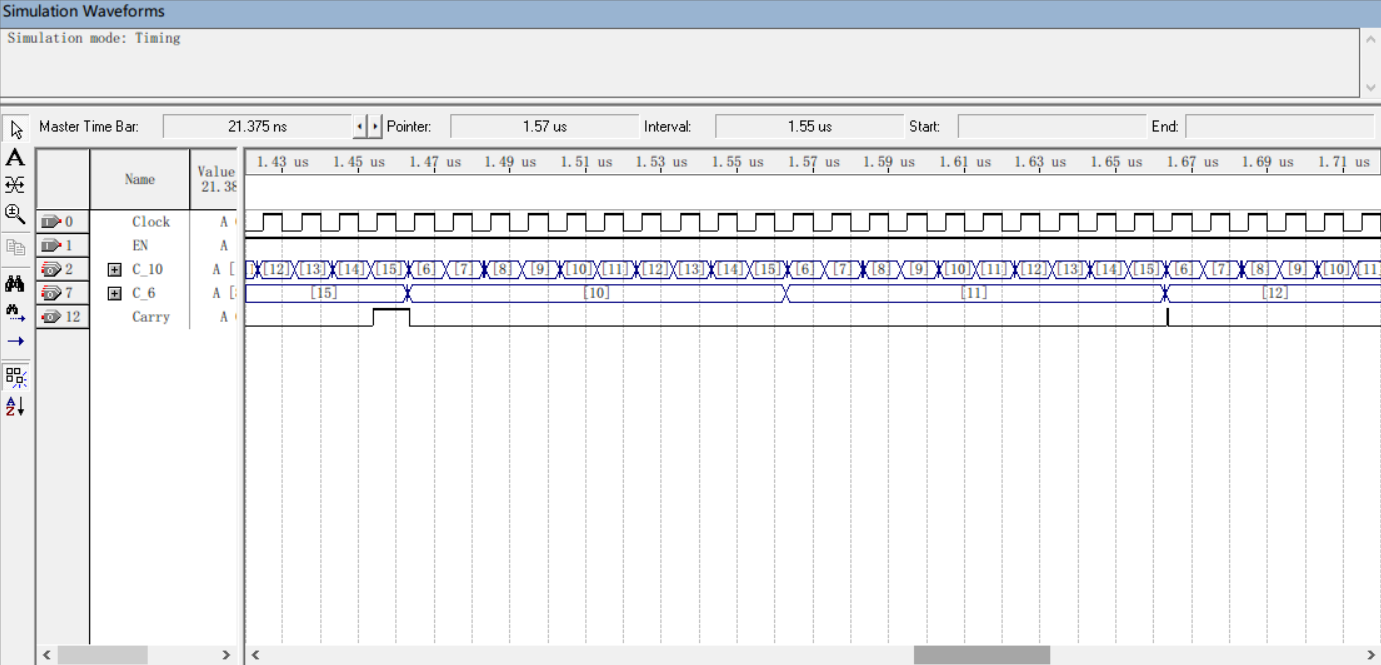 Simulation Waveforms
Simulation mode: Timing
Master Time Bar: 21.375 ns Pointer: 1.57 us Interval: 1.55 us Start: End:
Name Value 21.38 1.43 us 1.45 us 1.47 us 1.49 us 1.51 us 1.53 us 1.55 us 1.57 us 1.59 us 1.61 us 1.63 us 1.65 us 1.67 us 1.69 us 1.71 us
0 Clock A
1 EN A
2 C_10 A [ [12] [13] [14] [15] [6] [7] [8] [9] [10] [11] [12] [13] [14] [15] [6] [7] [8] [9] [10] [11] [12] [13] [14] [15] [6] [7] [8] [9] [10] [11]
7 C_6 A [ [15] [10] [11] [12]
12 Carry A